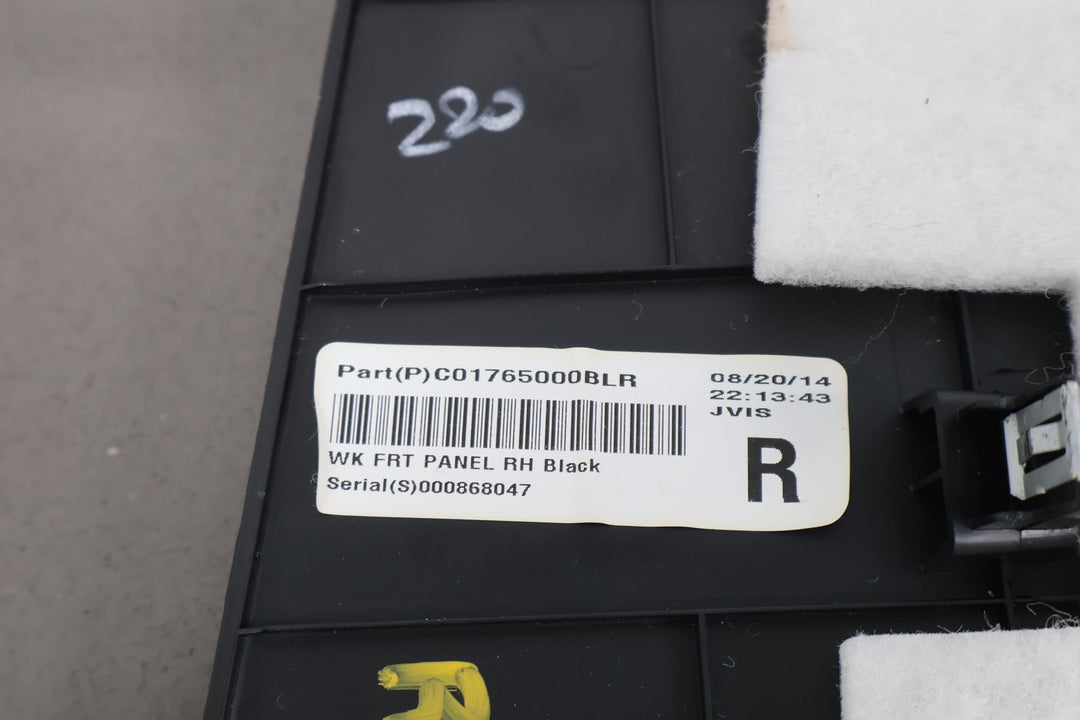 220
Part(P)C01765000BLR
08/20/14
22:13:43
JVIS
WK FRT PANEL RH Black
Serial(S)000868047
R
R